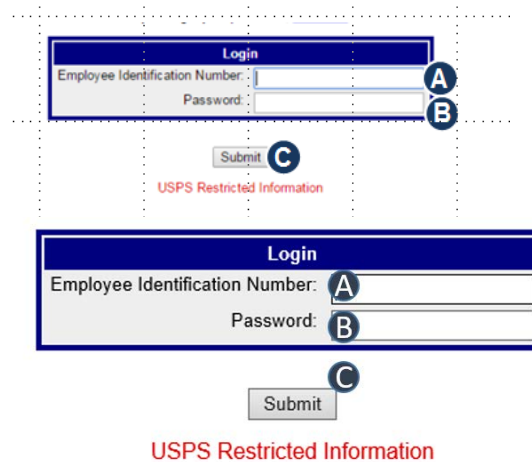 Login
Employee Identification Number: A
Password: B
Submit C
USPS Restricted Information
Login
Employee Identification Number: A
Password: B
C
Submit
USPS Restricted Information